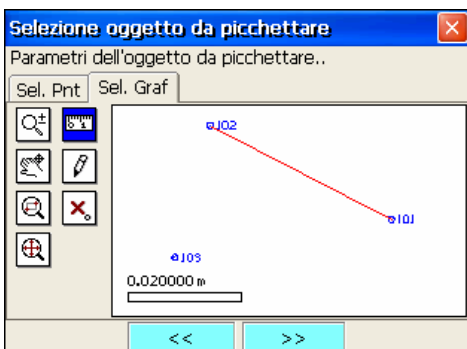 Selezione oggetto da picchettare
Parametri dell'oggetto da picchettare..
Sel. Pnt Sel. Graf
102
101
103
0.020000 m
<< >>